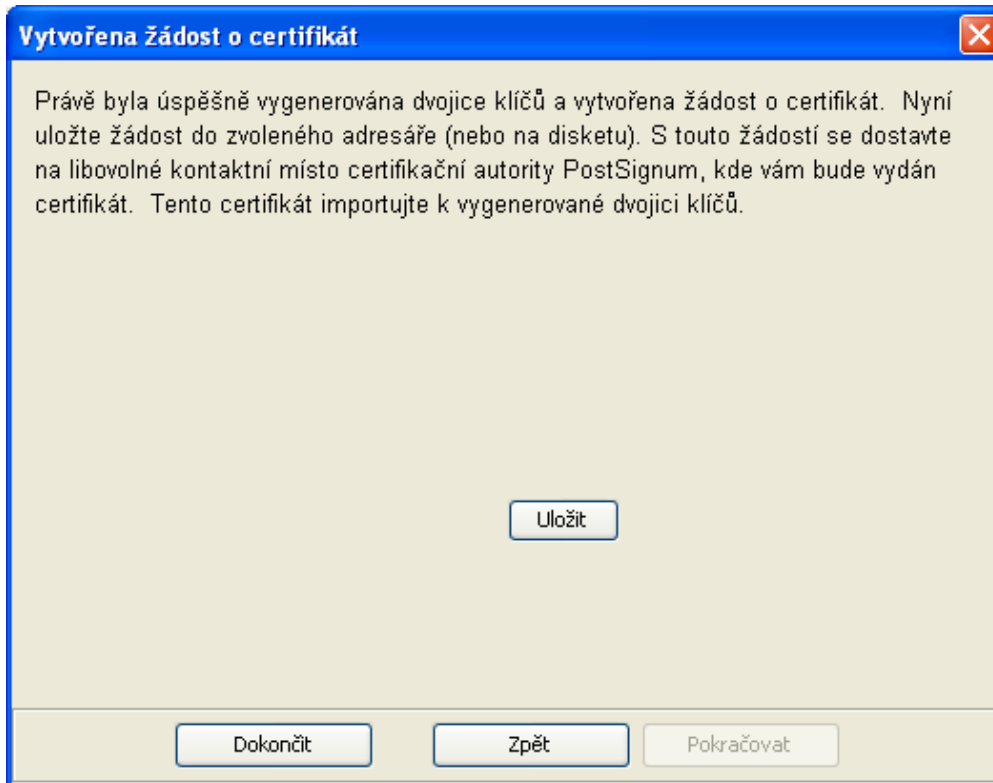 Vytvořena žádost o certifikát
Právě byla úspěšně vygenerována dvojice klíčů a vytvořena žádost o certifikát.  Nyní
uložte žádost do zvoleného adresáře (nebo na disketu). S touto žádostí se dostavte
na libovolné kontaktní místo certifikační autority PostSignum, kde vám bude vydán
certifikát.  Tento certifikát importujte k vygenerované dvojici klíčů.
Uložit
Dokončit Zpět Pokračovat